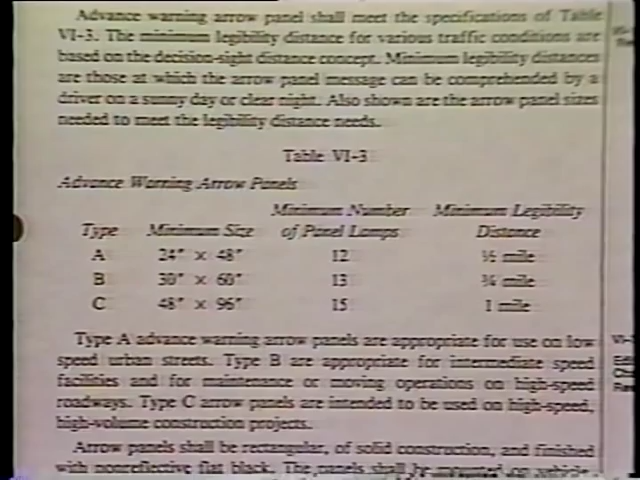 Advance warning arrow panel shall meet the specifications of Table
VI-3. The minimum legibility distance for various traffic conditions are
based on the decision-sight distance concept. Minimum legibility distances
are those at which the arrow panel message can be comprehended by a
driver on a sunny day or clear night. Also shown are the arrow panel sizes
needed to meet the legibility distance needs.
Table VI-3
Advance Warning Arrow Panels
Minimum Number Minimum Legibility
Type Minimum Size of Panel Lamps Distance
A 24" × 48" 12 ½ mile
B 30" × 60" 13 ¾ mile
C 48" × 96" 15 1 mile
Type A advance warning arrow panels are appropriate for use on low
speed urban streets. Type B are appropriate for intermediate speed
facilities and for maintenance or moving operations on high-speed
roadways. Type C arrow panels are intended to be used on high-speed,
high-volume construction projects.
Arrow panels shall be rectangular, of solid construction, and finished
with nonreflective flat black. The panels shall be mounted on vehicle